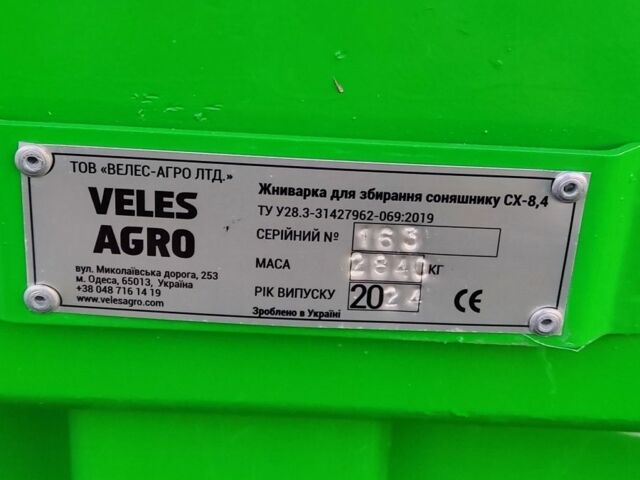 ТОВ «ВЕЛЕС-АГРО ЛТД.»
VELES
AGRO
вул. Миколаївська дорога, 253
м. Одеса, 65013, Україна
+38 048 716 14 19
www.velesagro.com
Жниварка для збирання соняшнику СХ-8,4
ТУ У28.3-31427962-069:2019
СЕРІЙНИЙ № 163
МАСА 2840 КГ
РІК ВИПУСКУ 2024
CE
Зроблено в Україні